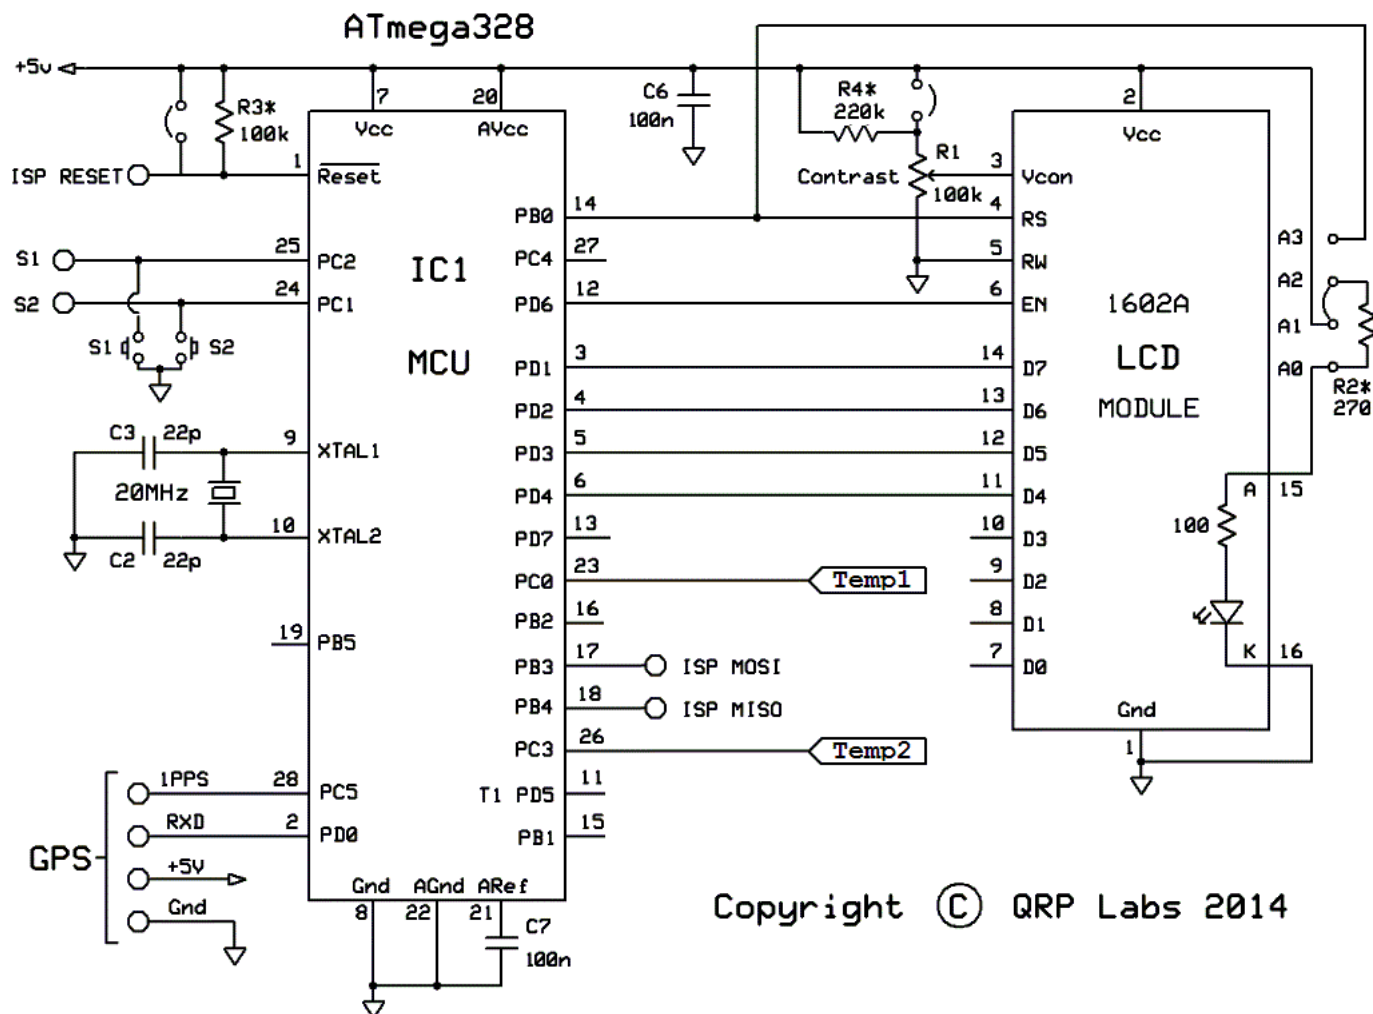 ATmega328
+5v
7
Vcc
20
AVcc
C6
100n
R4*
220k
2
Vcc
R3*
100k
ISP RESET
1
Reset
Contrast
R1
100k
3
Vcon
14
PB0
4
RS
A3
S1
25
PC2
IC1
PC4
27
5
RW
A2
S2
24
PC1
PD6
12
6
EN
1602A
A1
S1
S2
MCU
PD1
3
14
D7
LCD
A0
R2*
270
PD2
4
13
D6
MODULE
C3
22p
9
XTAL1
PD3
5
12
D5
20MHz
PD4
6
11
D4
A
15
C2
22p
10
XTAL2
PD7
13
10
D3
100
PC0
23
Temp1
9
D2
PB2
16
8
D1
19
PB5
PB3
17
ISP MOSI
7
D0
K
16
PB4
18
ISP MISO
Gnd
1
PC3
26
Temp2
GPS
1PPS
28
PC5
T1 PD5
11
RXD
2
PD0
PB1
15
+5V
Gnd
Gnd
AGnd
ARef
8
22
21
C7
100n
Copyright © QRP Labs 2014